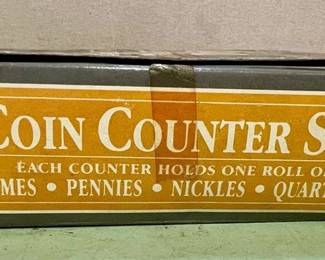 COIN COUNTER S
EACH COUNTER HOLDS ONE ROLL O
MES • PENNIES • NICKLES • QUART